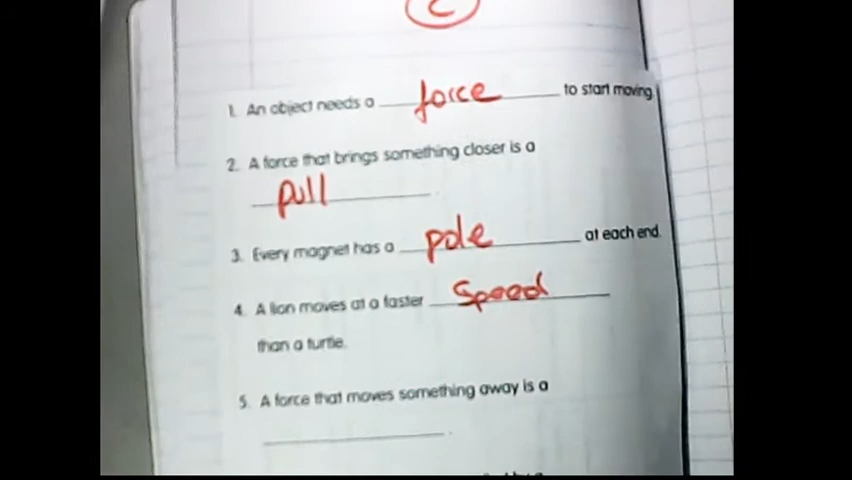 C
1. An object needs a force to start moving
2. A force that brings something closer is a
pull .
3. Every magnet has a pole at each end.
4. A lion moves at a faster Speed
than a turtle.
5. A force that moves something away is a
.